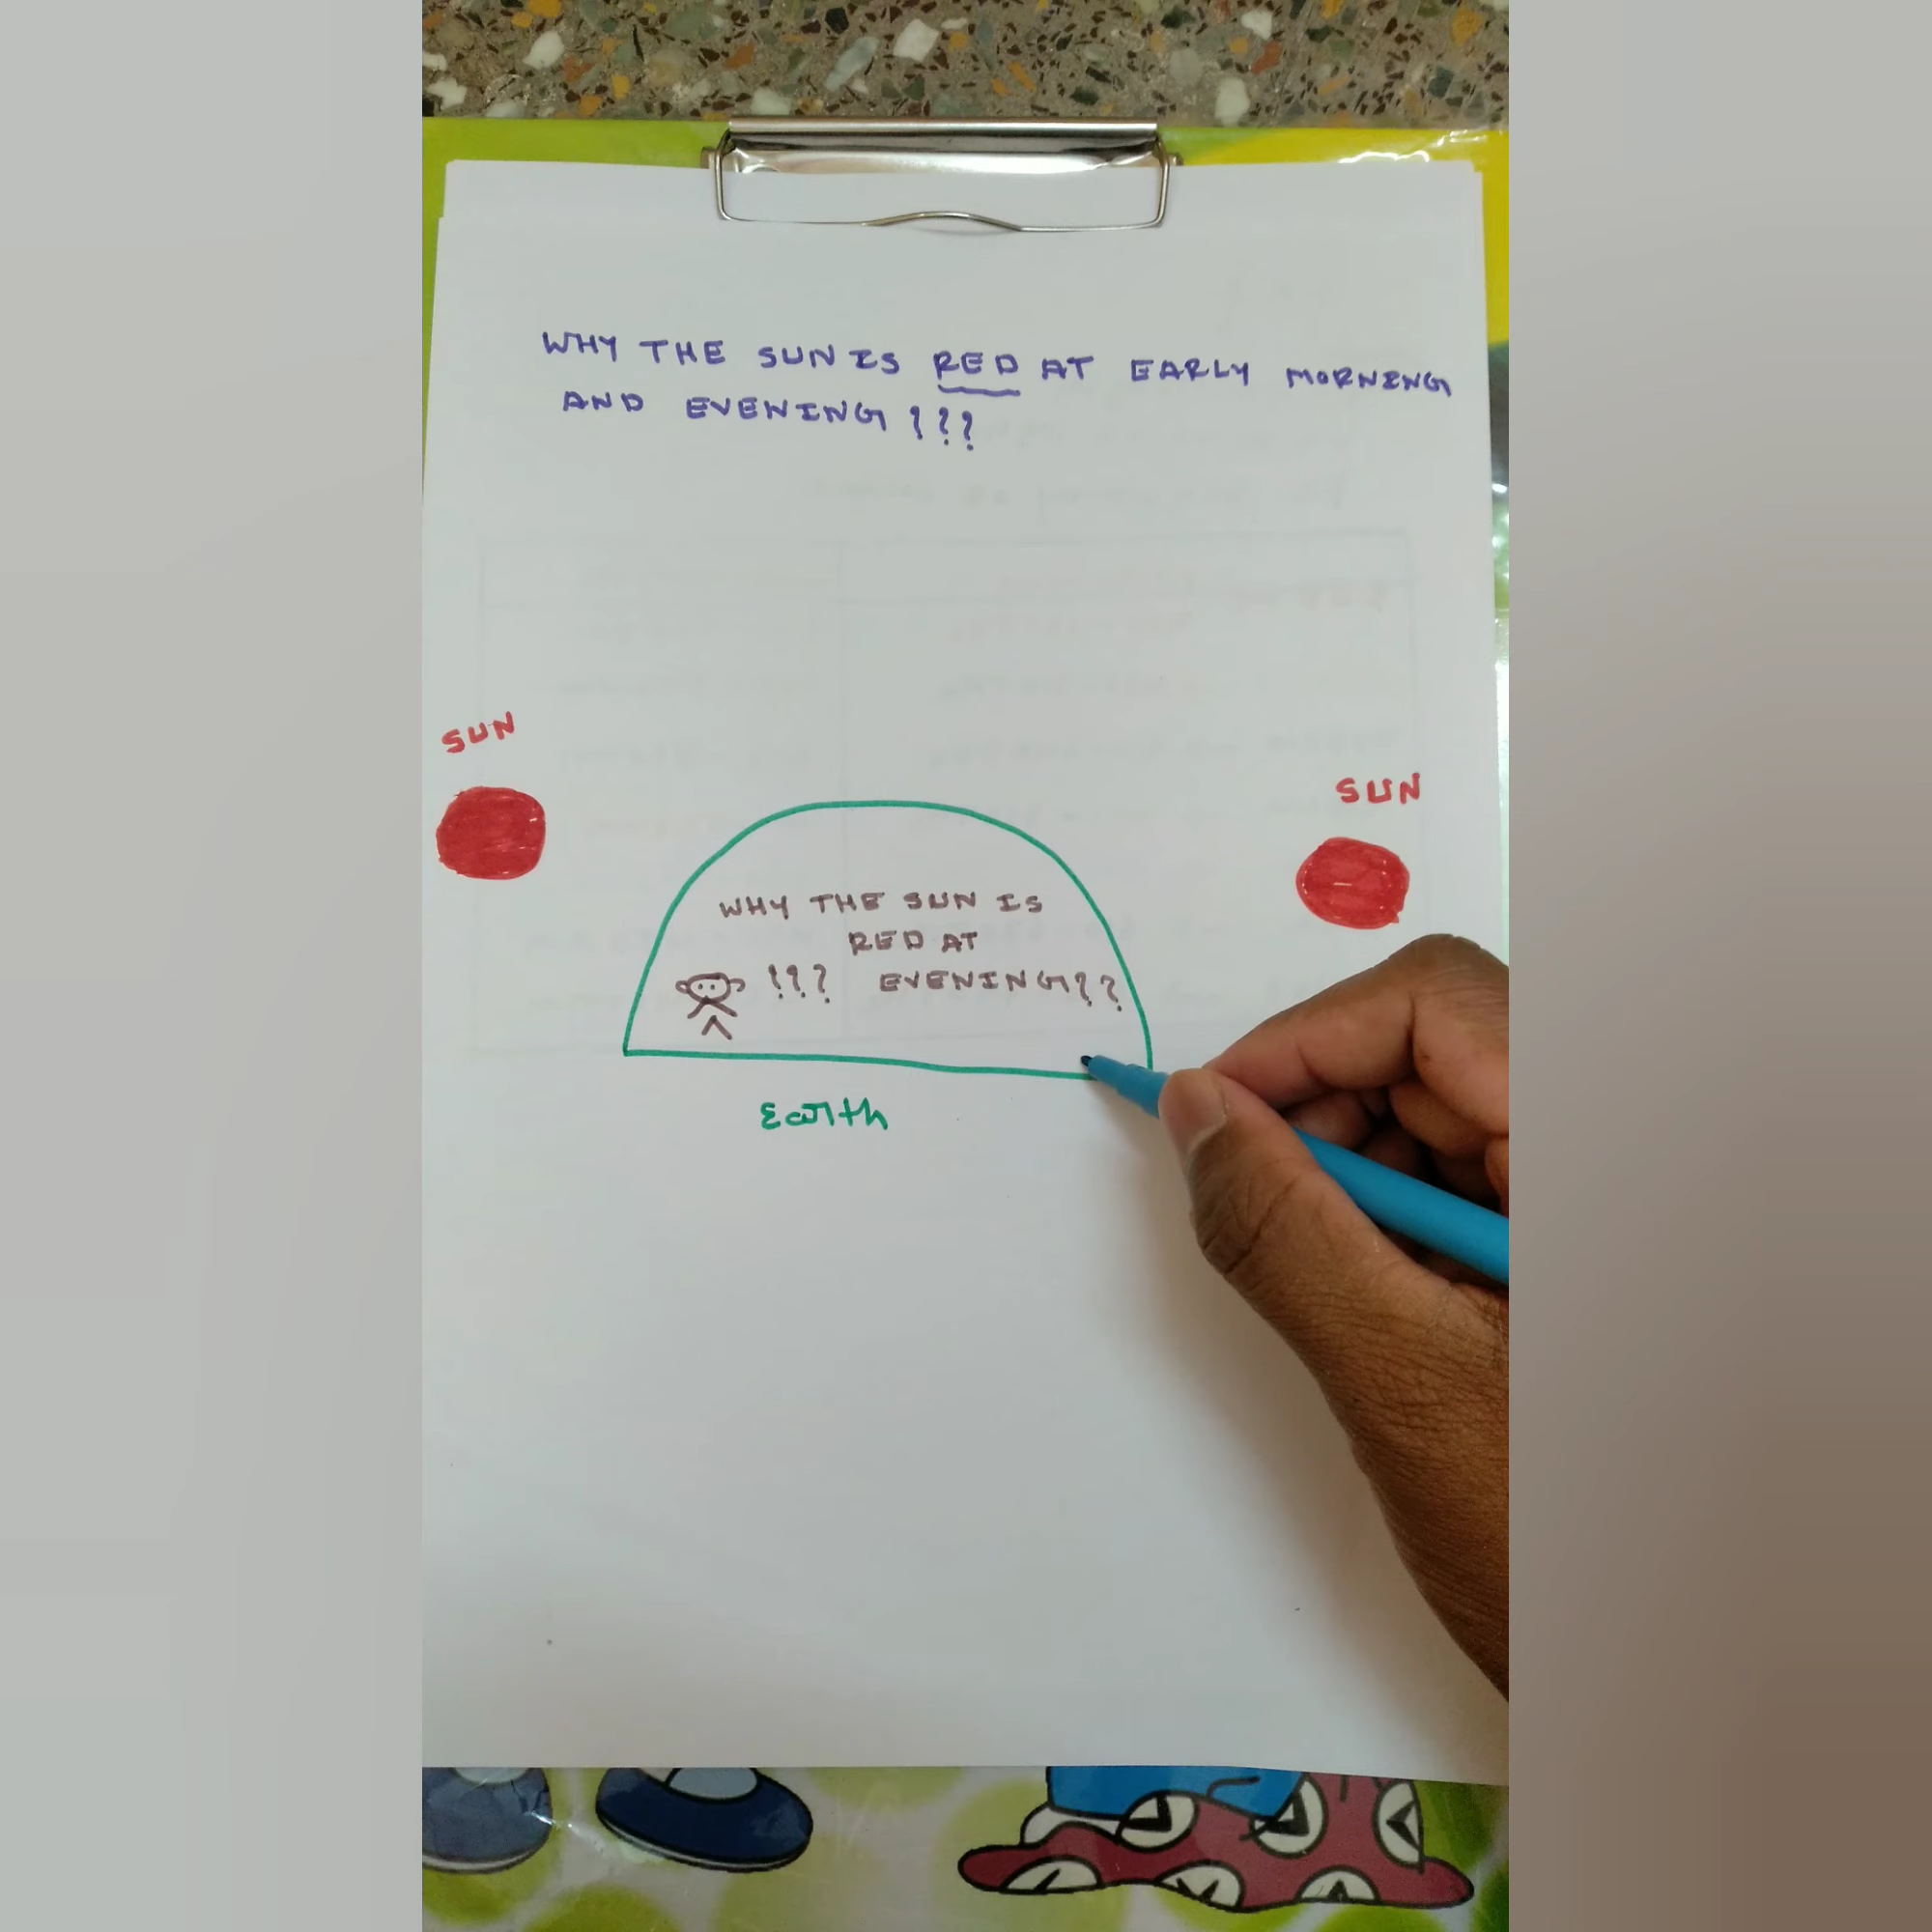 WHY THE SUN IS RED AT EARLY MORNING
AND EVENING ???
SUN
SUN
WHY THE SUN IS
RED AT
!?? EVENING??
Earth